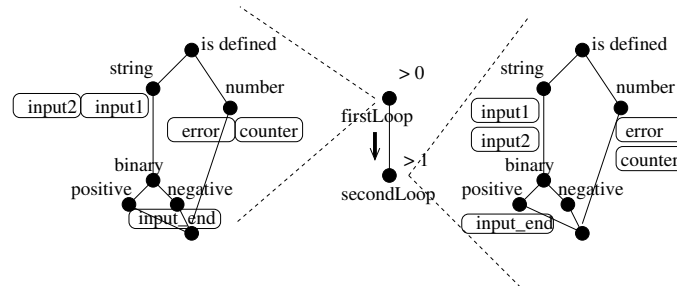 is defined
string
number
input2 input1
error counter
binary
positive negative
input_end
> 0
firstLoop
> 1
secondLoop
is defined
string
number
input1
error
input2
counter
binary
positive negative
input_end